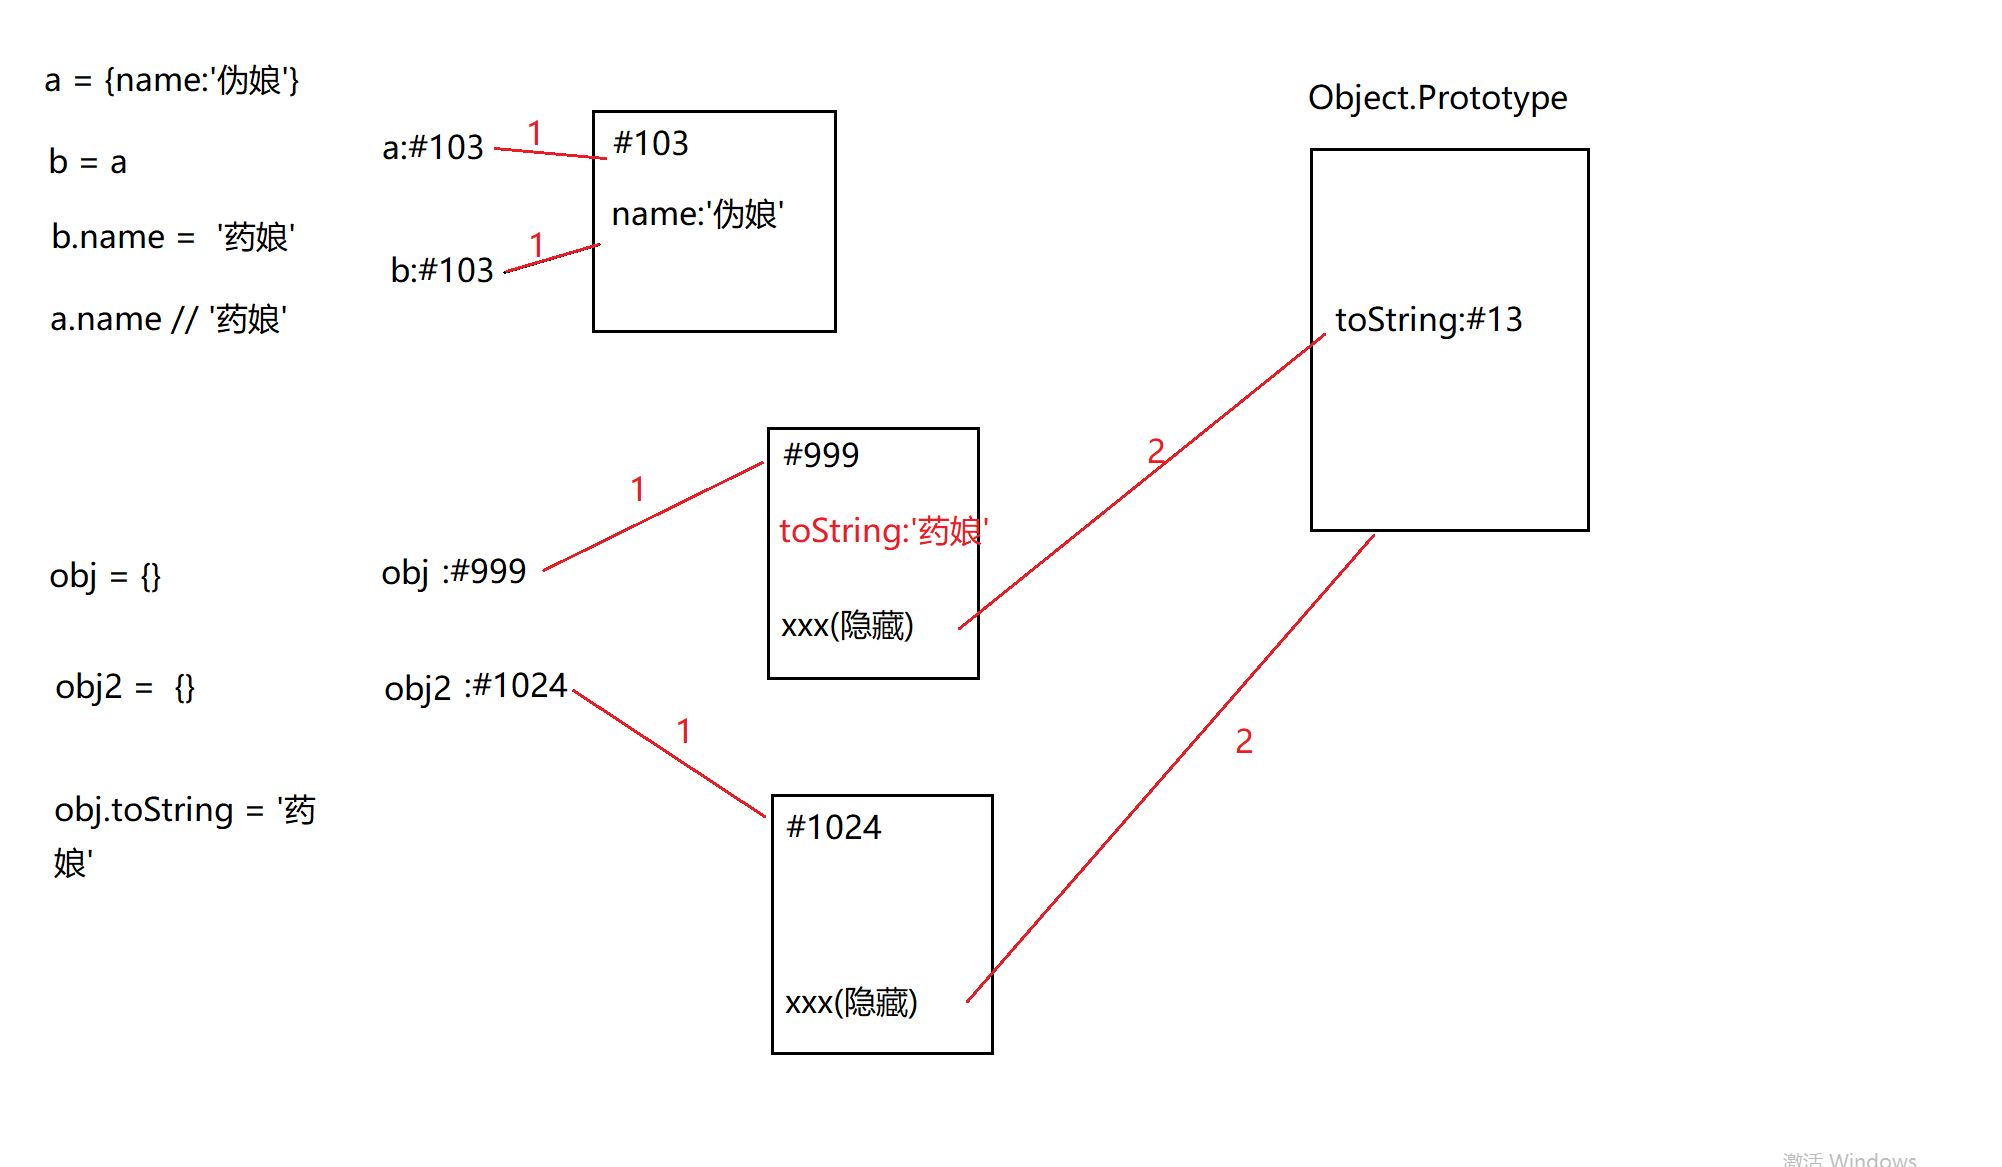 a = {name:'伪娘'}
b = a
b.name =  '药娘'
a.name // '药娘'
a:#103
1
b:#103
1
#103
name:'伪娘'
Object.Prototype
toString:#13
obj = {}
obj2 =  {}
obj.toString = '药
娘'
obj :#999
1
obj2 :#1024
1
#999
toString:'药娘'
xxx(隐藏)
2
#1024
xxx(隐藏)
2
激活 Windows